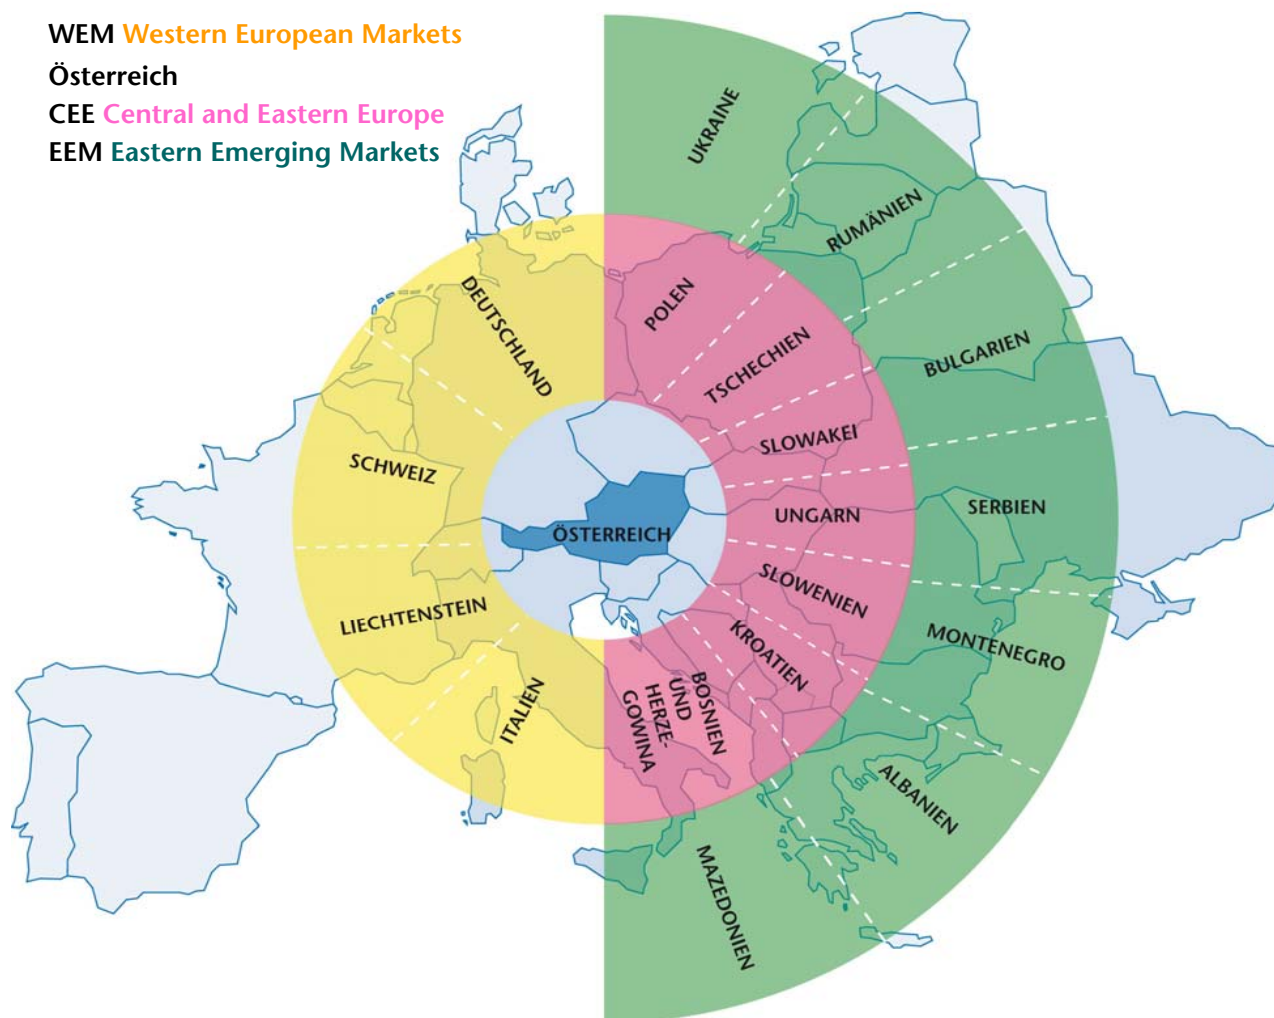 WEM Western European Markets
Österreich
CEE Central and Eastern Europe
EEM Eastern Emerging Markets
UKRAINE
RUMÄNIEN
BULGARIEN
SERBIEN
MONTENEGRO
ALBANIEN
MAZEDONIEN
POLEN
TSCHECHIEN
SLOWAKEI
UNGARN
SLOWENIEN
KROATIEN
BOSNIEN
UND
HERZE-
GOWINA
DEUTSCHLAND
SCHWEIZ
LIECHTENSTEIN
ITALIEN
ÖSTERREICH